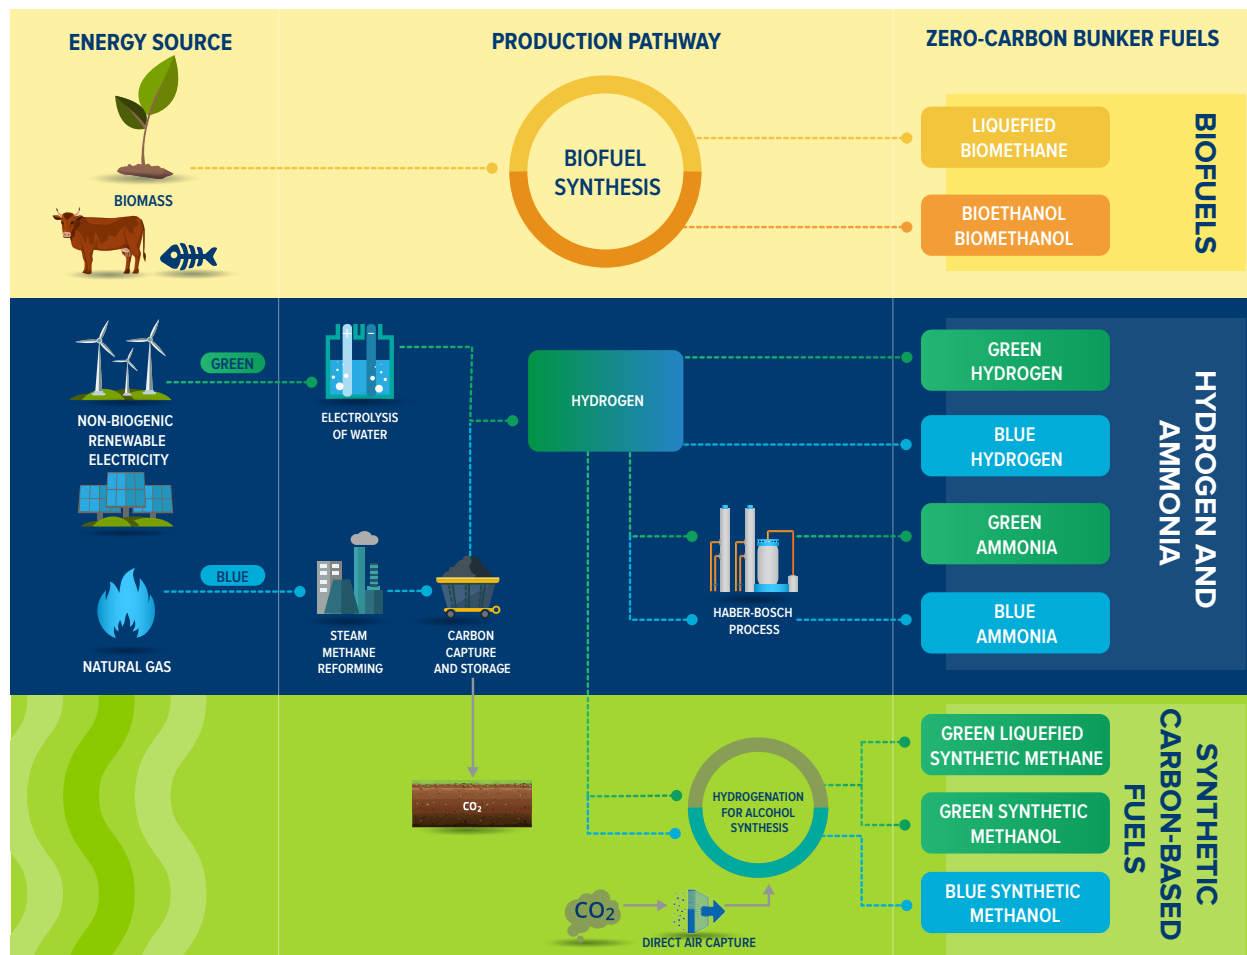 ENERGY SOURCE
PRODUCTION PATHWAY
ZERO-CARBON BUNKER FUELS
BIOMASS
BIOFUEL
SYNTHESIS
LIQUEFIED
BIOMETHANE
BIOETHANOL
BIOMETHANOL
BIOFUELS
NON-BIOGENIC
RENEWABLE
ELECTRICITY
GREEN
ELECTROLYSIS
OF WATER
HYDROGEN
GREEN
HYDROGEN
BLUE
HYDROGEN
GREEN
AMMONIA
BLUE
AMMONIA
HYDROGEN AND
AMMONIA
NATURAL GAS
BLUE
STEAM
METHANE
REFORMING
CARBON
CAPTURE
AND STORAGE
HABER-BOSCH
PROCESS
CO₂
HYDROGENATION
FOR ALCOHOL
SYNTHESIS
CO₂
DIRECT AIR CAPTURE
GREEN LIQUEFIED
SYNTHETIC METHANE
GREEN SYNTHETIC
METHANOL
BLUE SYNTHETIC
METHANOL
SYNTHETIC
CARBON-BASED
FUELS